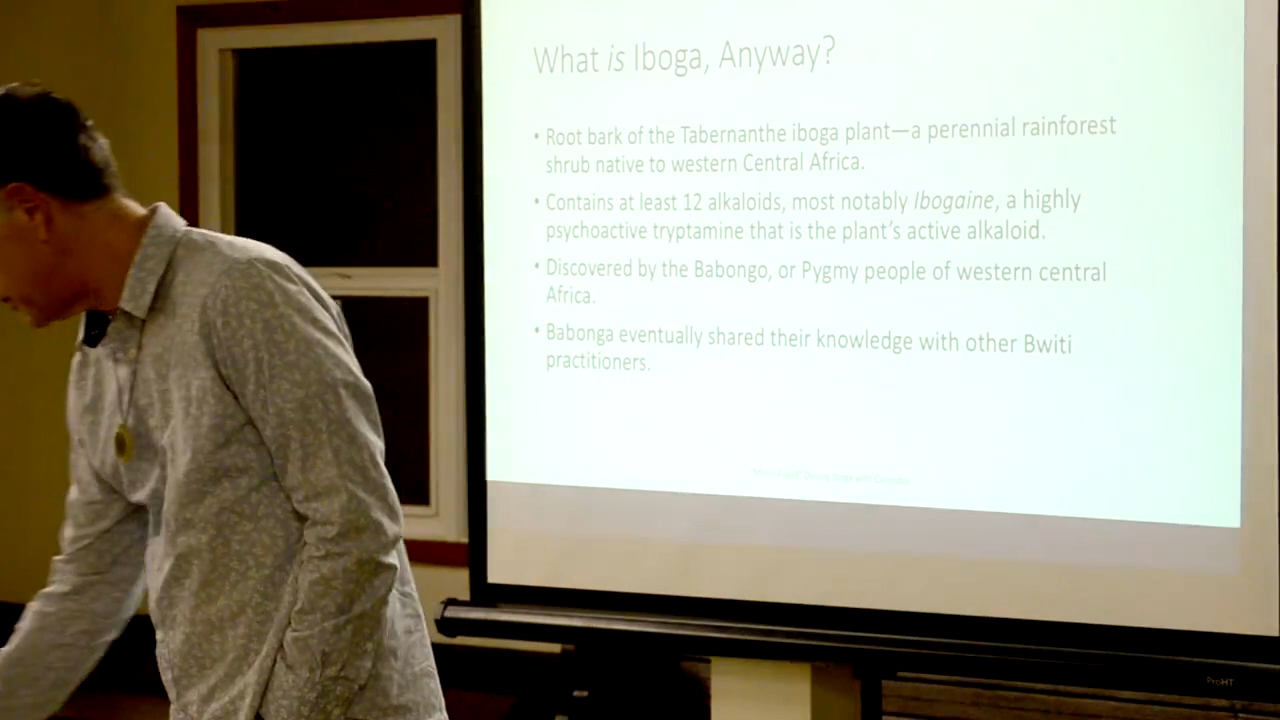 What is Iboga, Anyway?
• Root bark of the Tabernanthe iboga plant—a perennial rainforest
shrub native to western Central Africa.
• Contains at least 12 alkaloids, most notably Ibogaine, a highly
psychoactive tryptamine that is the plant's active alkaloid.
• Discovered by the Babongo, or Pygmy people of western central
Africa.
• Babonga eventually shared their knowledge with other Bwiti
practitioners.
ProHT